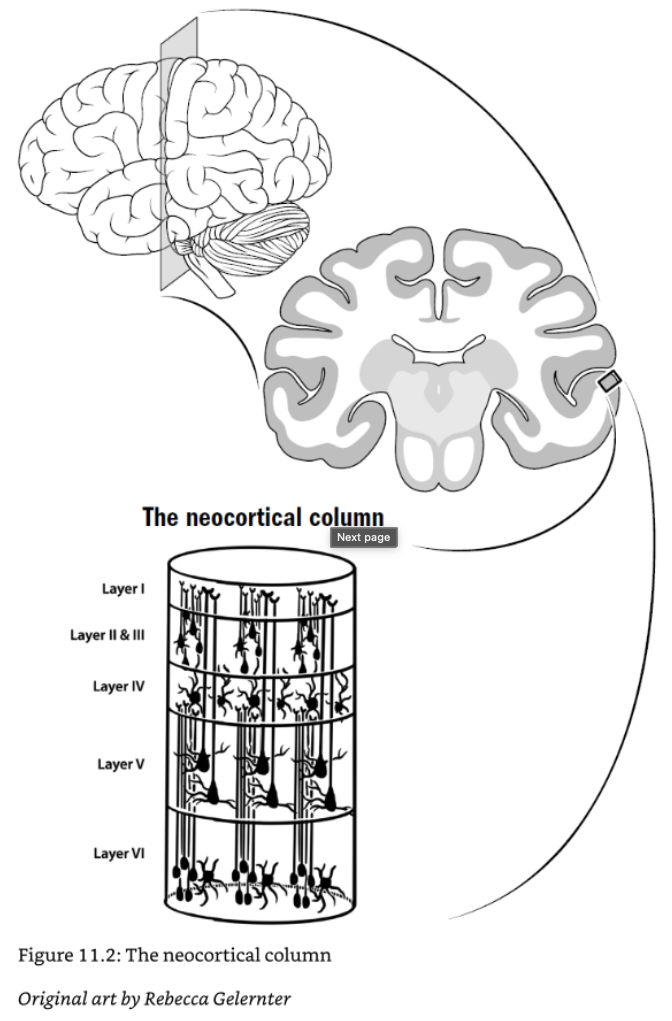 The neocortical column
Next page
Layer I
Layer II & III
Layer IV
Layer V
Layer VI
Figure 11.2: The neocortical column
Original art by Rebecca Gelernter